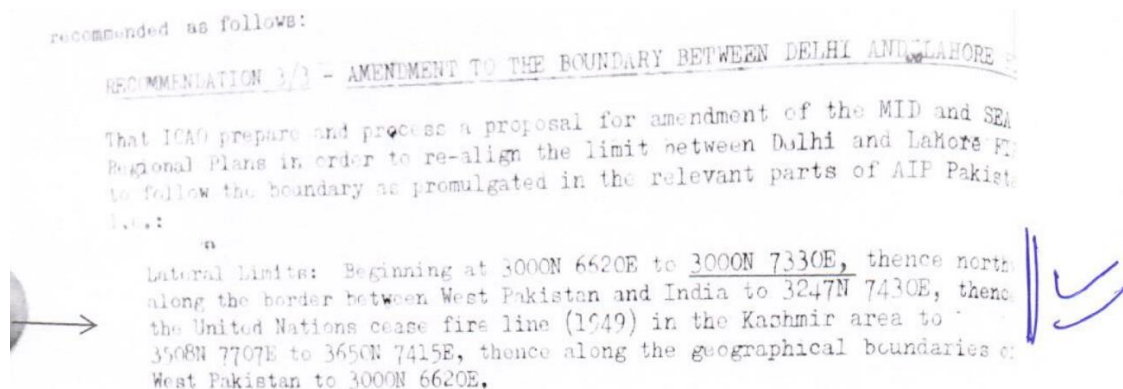 recommended as follows:
RECOMMENDATION 3/3 - AMENDMENT TO THE BOUNDARY BETWEEN DELHI AND LAHORE
That ICAO prepare and process a proposal for amendment of the MID and SEA
Regional Plans in order to re-align the limit between Delhi and Lahore
to follow the boundary as promulgated in the relevant parts of AIP Pakist
i.e.:
Lateral Limits: Beginning at 3000N 6620E to 3000N 7330E, thence north
along the border between West Pakistan and India to 3247N 7430E, thence
the United Nations cease fire line (1949) in the Kashmir area to
3508N 7707E to 3650N 7415E, thence along the geographical boundaries
West Pakistan to 3000N 6620E.